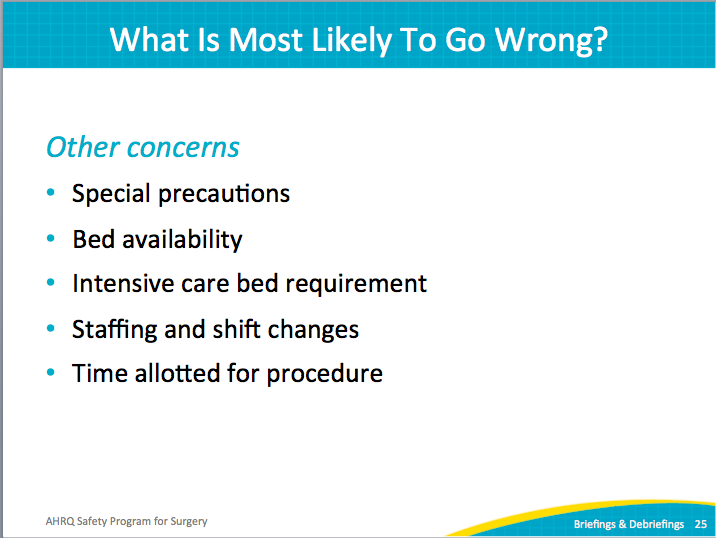 What Is Most Likely To Go Wrong?
Other concerns
• Special precautions
• Bed availability
• Intensive care bed requirement
• Staffing and shift changes
• Time allotted for procedure
AHRQ Safety Program for Surgery
Briefings & Debriefings 25